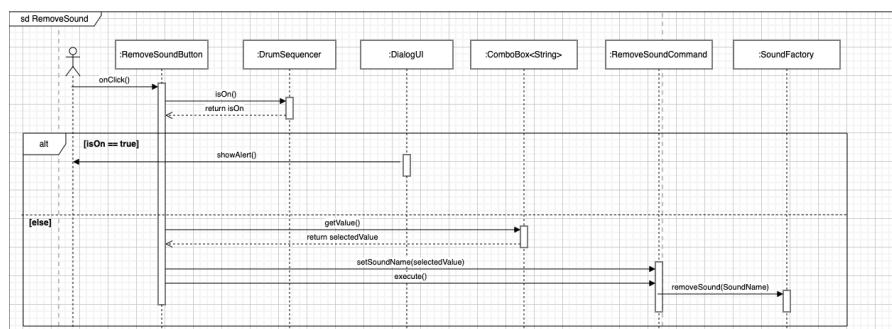 sd RemoveSound
:RemoveSoundButton
:DrumSequencer
:DialogUI
:ComboBox<String>
:RemoveSoundCommand
:SoundFactory
onClick()
isOn()
return isOn
alt
[isOn == true]
showAlert()
[else]
getValue()
return selectedValue
setSoundName(selectedValue)
execute()
removeSound(SoundName)